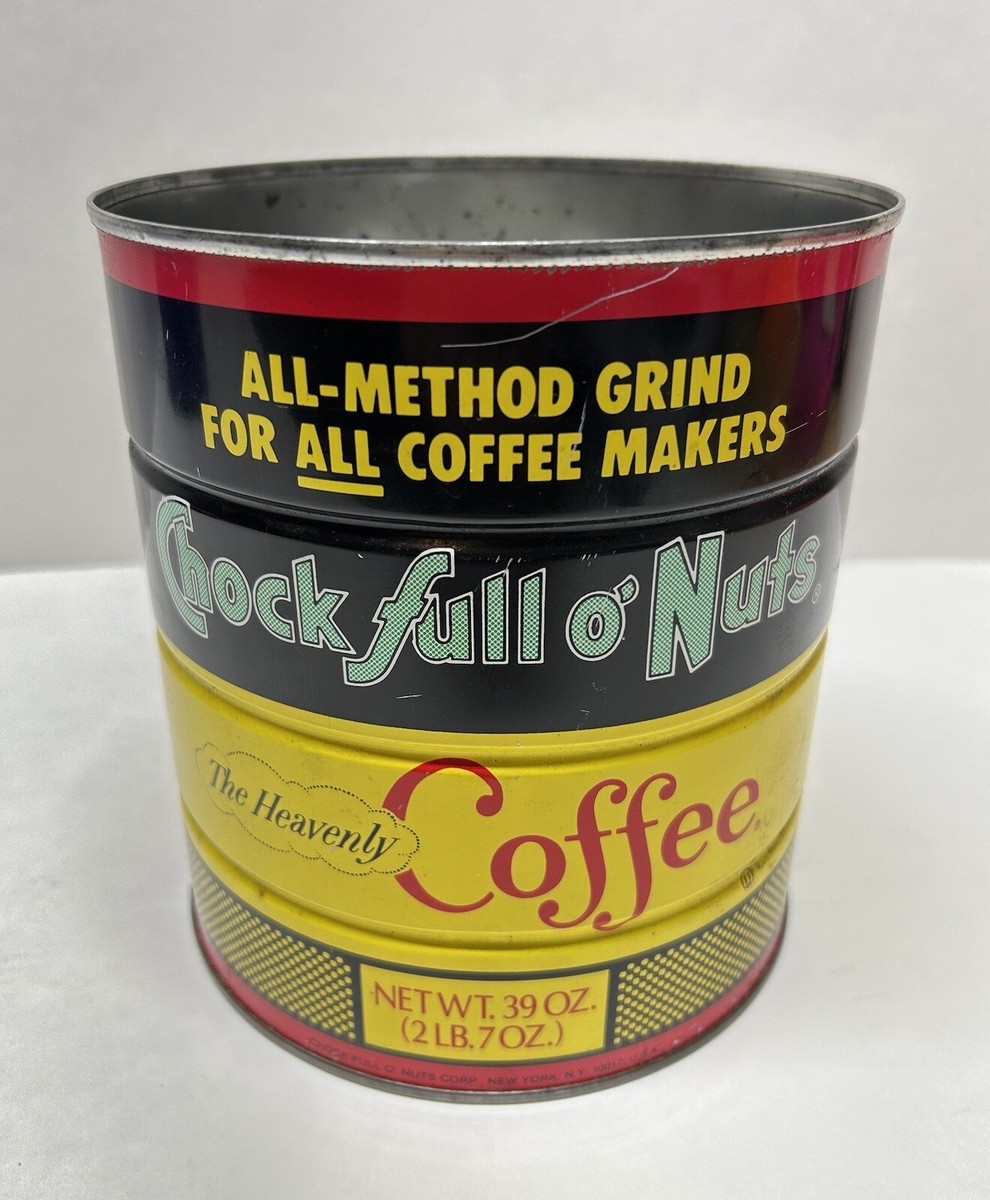 ALL-METHOD GRIND
FOR ALL COFFEE MAKERS
Chock full o' Nuts®
The Heavenly Coffee®
NET WT. 39 OZ.
(2 LB. 7 OZ.)
CHOCK FULL O' NUTS CORP. NEW YORK, N.Y. 10017, U.S.A.